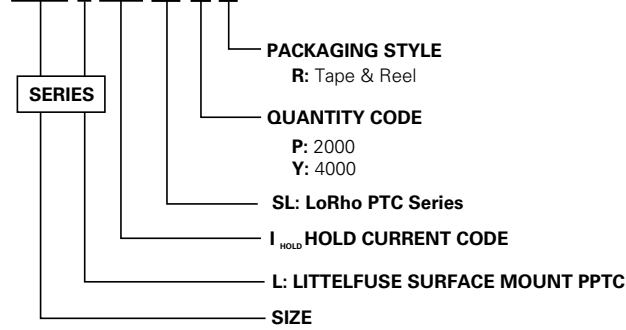 PACKAGING STYLE
R: Tape & Reel
SERIES
QUANTITY CODE
P: 2000
Y: 4000
SL: LoRho PTC Series
I HOLD HOLD CURRENT CODE
L: LITTELFUSE SURFACE MOUNT PPTC
SIZE